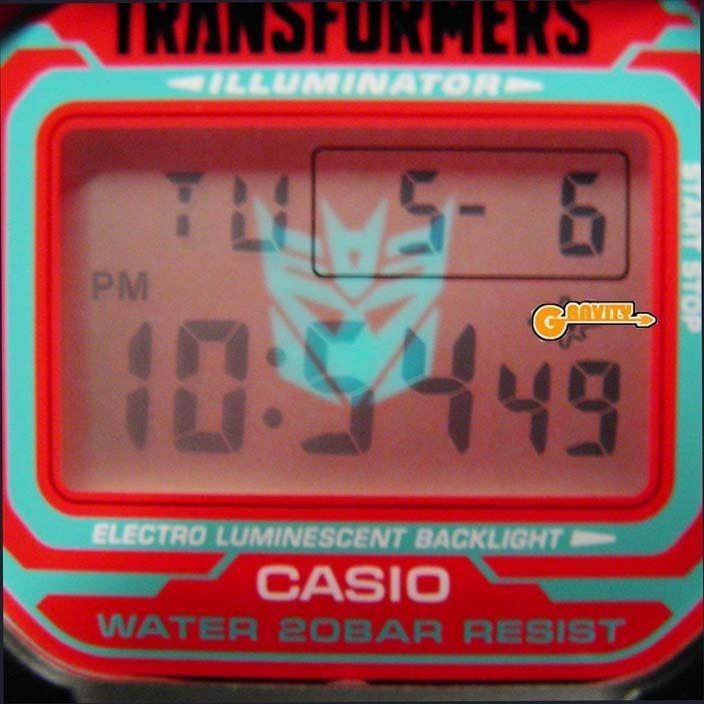 TRANSFORMERS
ILLUMINATOR
TU 5- 6
PM
GRAVITY
10:54 49
START STOP
ELECTRO LUMINESCENT BACKLIGHT
CASIO
WATER 20BAR RESIST